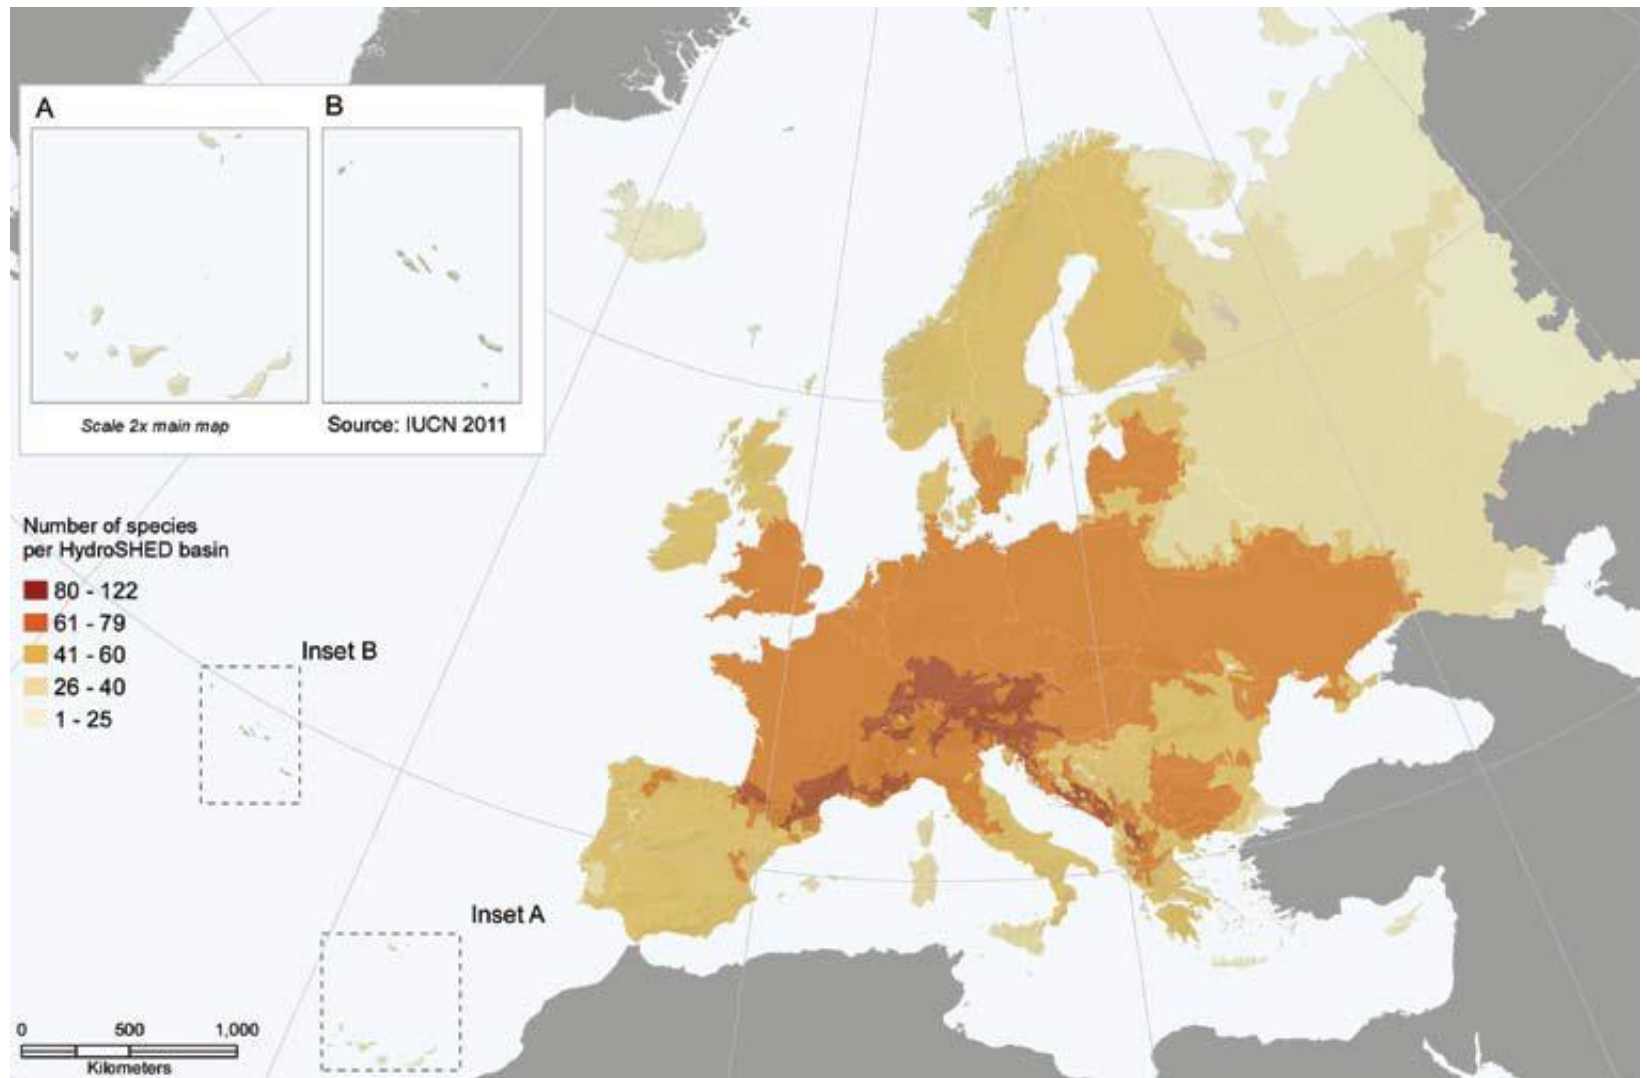 A
B
Scale 2x main map
Source: IUCN 2011
Number of species
per HydroSHED basin
80 - 122
61 - 79
41 - 60
26 - 40
1 - 25
Inset B
Inset A
0 500 1,000
Kilometers